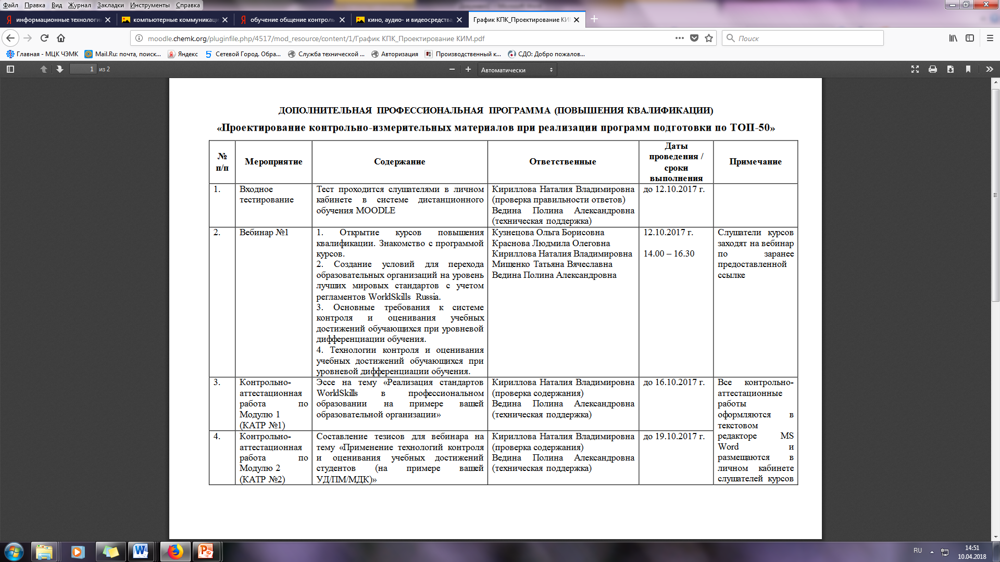 Файл Правка Вид Журнал Закладки Инструменты Справка
информационные технологи
компьютерные коммуникац
обучение общение контроль
кино, аудио- и видеосредства
График КПК_Проектирование КИ
moodle.chemk.org/pluginfile.php/4517/mod_resource/content/1/График КПК_Проектирование КИМ.pdf
Поиск
Главная - МЦК ЧЭМК
Mail.Ru: почта, поиск...
Яндекс
Сетевой Город. Обра...
Служба технической ...
Авторизация
Производственный к...
СДО: Добро пожалов...
1 из 2
Автоматически
ДОПОЛНИТЕЛЬНАЯ ПРОФЕССИОНАЛЬНАЯ ПРОГРАММА (ПОВЫШЕНИЯ КВАЛИФИКАЦИИ)
«Проектирование контрольно-измерительных материалов при реализации программ подготовки по ТОП-50»
№
п/п
Мероприятие
Содержание
Ответственные
Даты
проведения /
сроки
выполнения
Примечание
1.
Входное
тестирование
Тест проходится слушателями в личном
кабинете в системе дистанционного
обучения MOODLE
Кириллова Наталия Владимировна
(проверка правильности ответов)
Ведина Полина Александровна
(техническая поддержка)
до 12.10.2017 г.
2.
Вебинар №1
1. Открытие курсов повышения
квалификации. Знакомство с программой
курсов.
2. Создание условий для перехода
образовательных организаций на уровень
лучших мировых стандартов с учетом
регламентов WorldSkills Russia.
3. Основные требования к системе
контроля и оценивания учебных
достижений обучающихся при уровневой
дифференциации обучения.
4. Технологии контроля и оценивания
учебных достижений обучающихся при
уровневой дифференциации обучения.
Кузнецова Ольга Борисовна
Краснова Людмила Олеговна
Кириллова Наталия Владимировна
Мищенко Татьяна Вячеславна
Ведина Полина Александровна
12.10.2017 г.
14.00 – 16.30
Слушатели курсов
заходят на вебинар
по заранее
предоставленной
ссылке
3.
Контрольно-
аттестационная
работа по
Модулю 1
(КАТР №1)
Эссе на тему «Реализация стандартов
WorldSkills в профессиональном
образовании на примере вашей
образовательной организации»
Кириллова Наталия Владимировна
(проверка содержания)
Ведина Полина Александровна
(техническая поддержка)
до 16.10.2017 г.
Все контрольно-
аттестационные
работы
оформляются в
текстовом
редакторе MS
Word и
размещаются в
личном кабинете
слушателей курсов
4.
Контрольно-
аттестационная
работа по
Модулю 2
(КАТР №2)
Составление тезисов для вебинара на
тему «Применение технологий контроля
и оценивания учебных достижений
студентов (на примере вашей
УД/ПМ/МДК)»
Кириллова Наталия Владимировна
(проверка содержания)
Ведина Полина Александровна
(техническая поддержка)
до 19.10.2017 г.
RU
14:51
10.04.2018